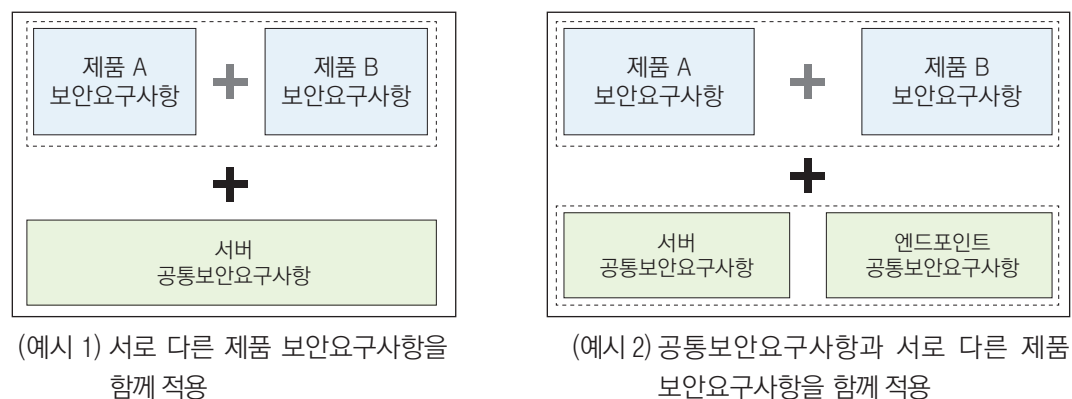 제품 A
보안요구사항
제품 B
보안요구사항
서버
공통보안요구사항
(예시 1) 서로 다른 제품 보안요구사항을
함께 적용
제품 A
보안요구사항
제품 B
보안요구사항
서버
공통보안요구사항
엔드포인트
공통보안요구사항
(예시 2) 공통보안요구사항과 서로 다른 제품
보안요구사항을 함께 적용